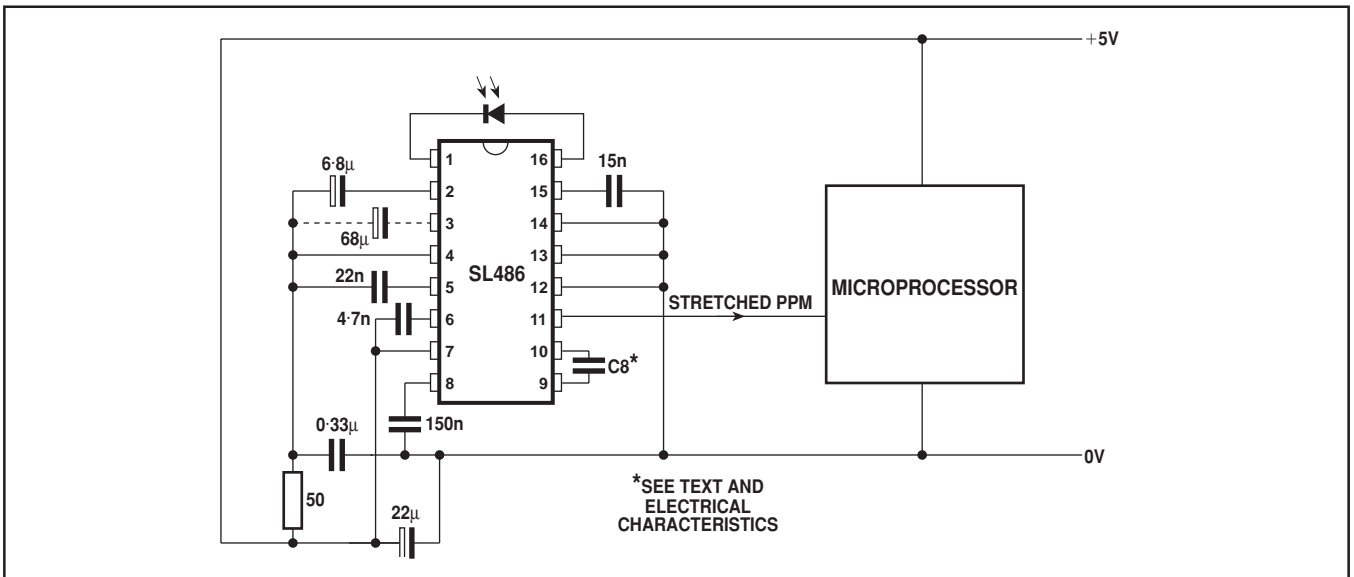 +5V
6·8µ
1
16
15n
2
15
68µ
3
14
4
13
SL486
22n
5
12
MICROPROCESSOR
STRETCHED PPM
4·7n
6
11
7
10
C8*
8
9
0·33µ
150n
0V
50
22µ
*SEE TEXT AND
ELECTRICAL
CHARACTERISTICS